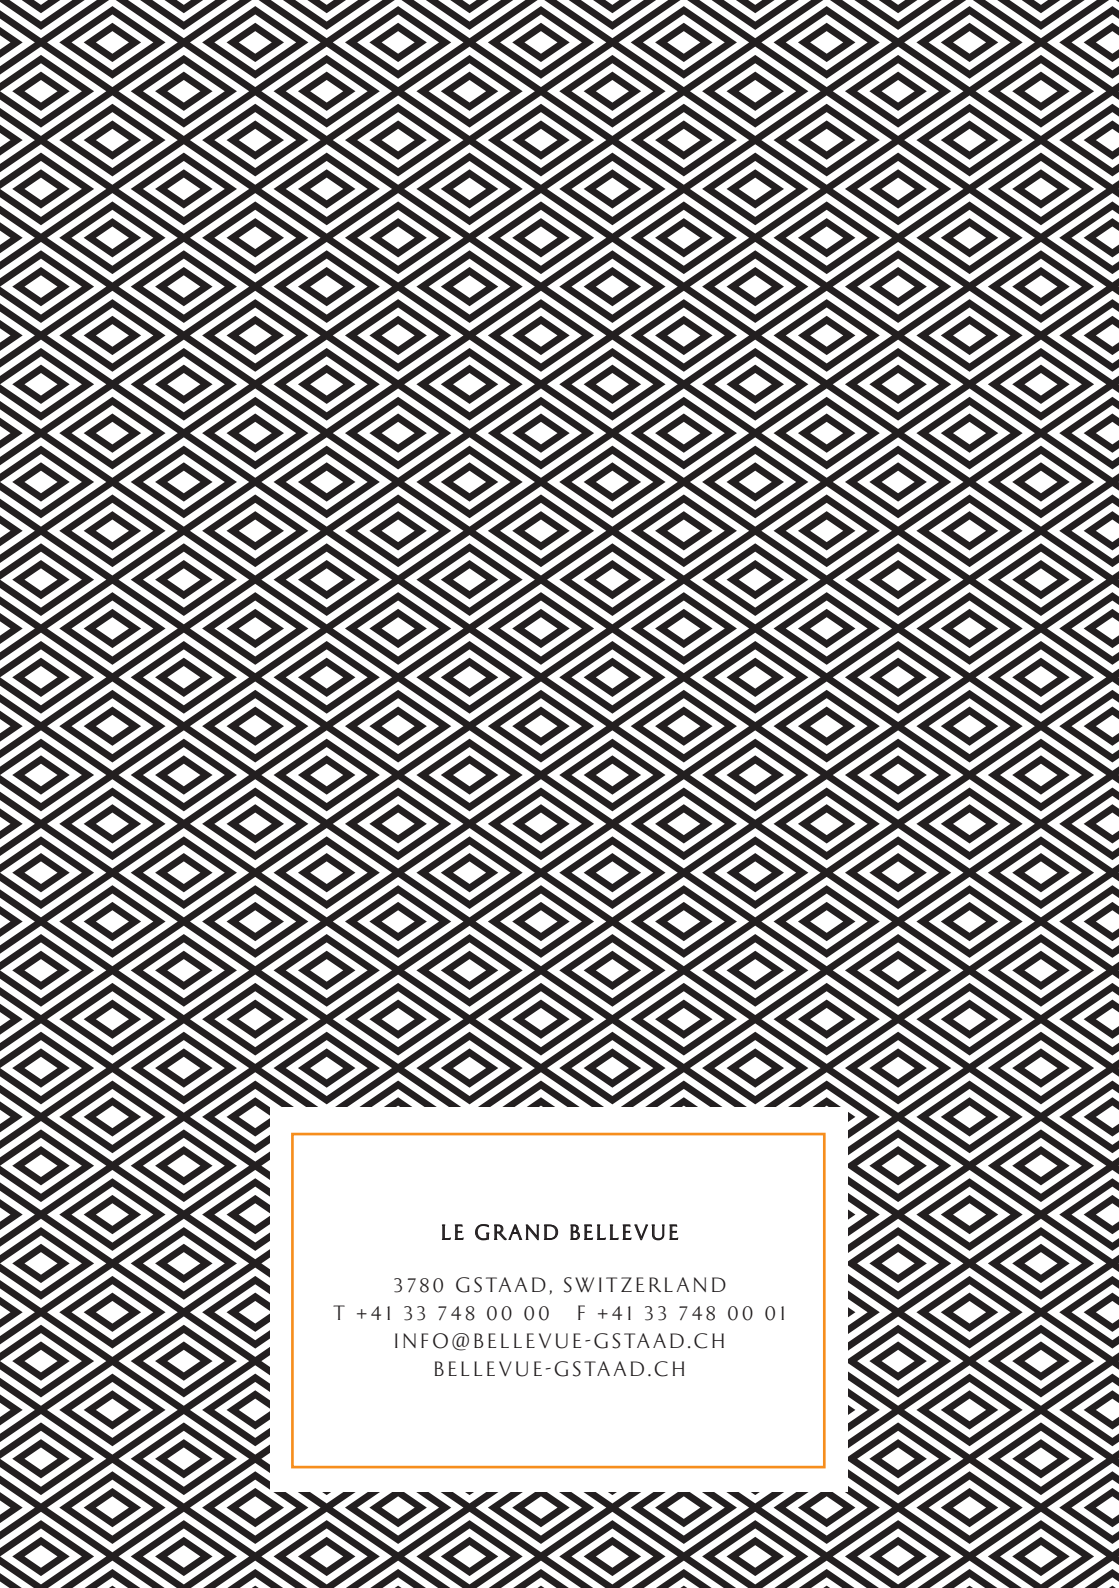 LE GRAND BELLEVUE
3780 GSTAAD, SWITZERLAND
T +41 33 748 00 00 F +41 33 748 00 01
INFO@BELLEVUE-GSTAAD.CH
BELLEVUE-GSTAAD.CH